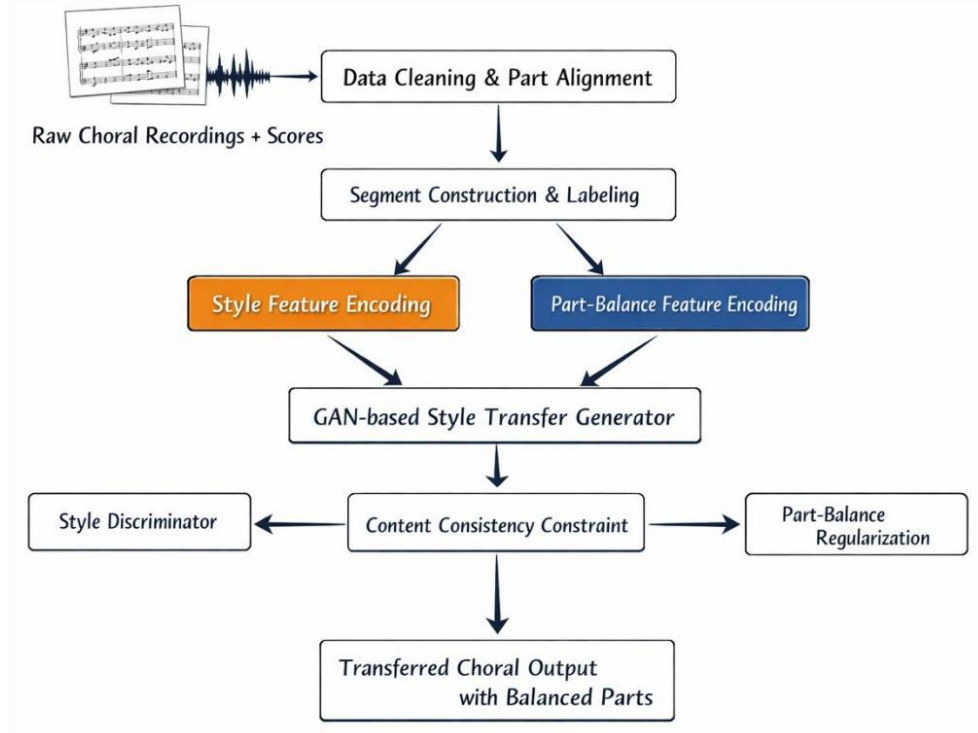 Data Cleaning & Part Alignment
Raw Choral Recordings + Scores
Segment Construction & Labeling
Style Feature Encoding
Part-Balance Feature Encoding
GAN-based Style Transfer Generator
Style Discriminator
Content Consistency Constraint
Part-Balance
Regularization
Transferred Choral Output
with Balanced Parts